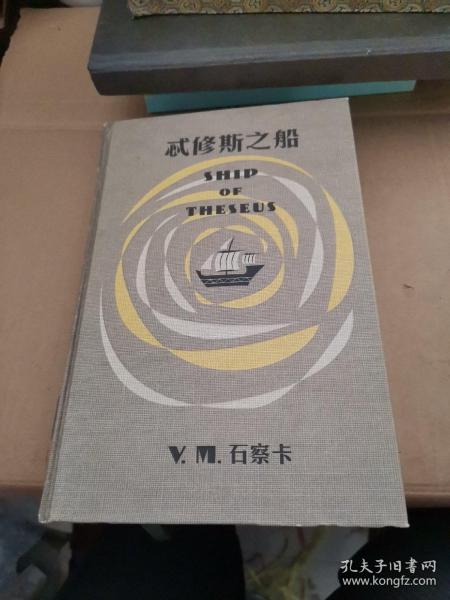 忒修斯之船
SHIP
OF
THESEUS
V. M. 石察卡
孔夫子旧书网
www.kongfz.com